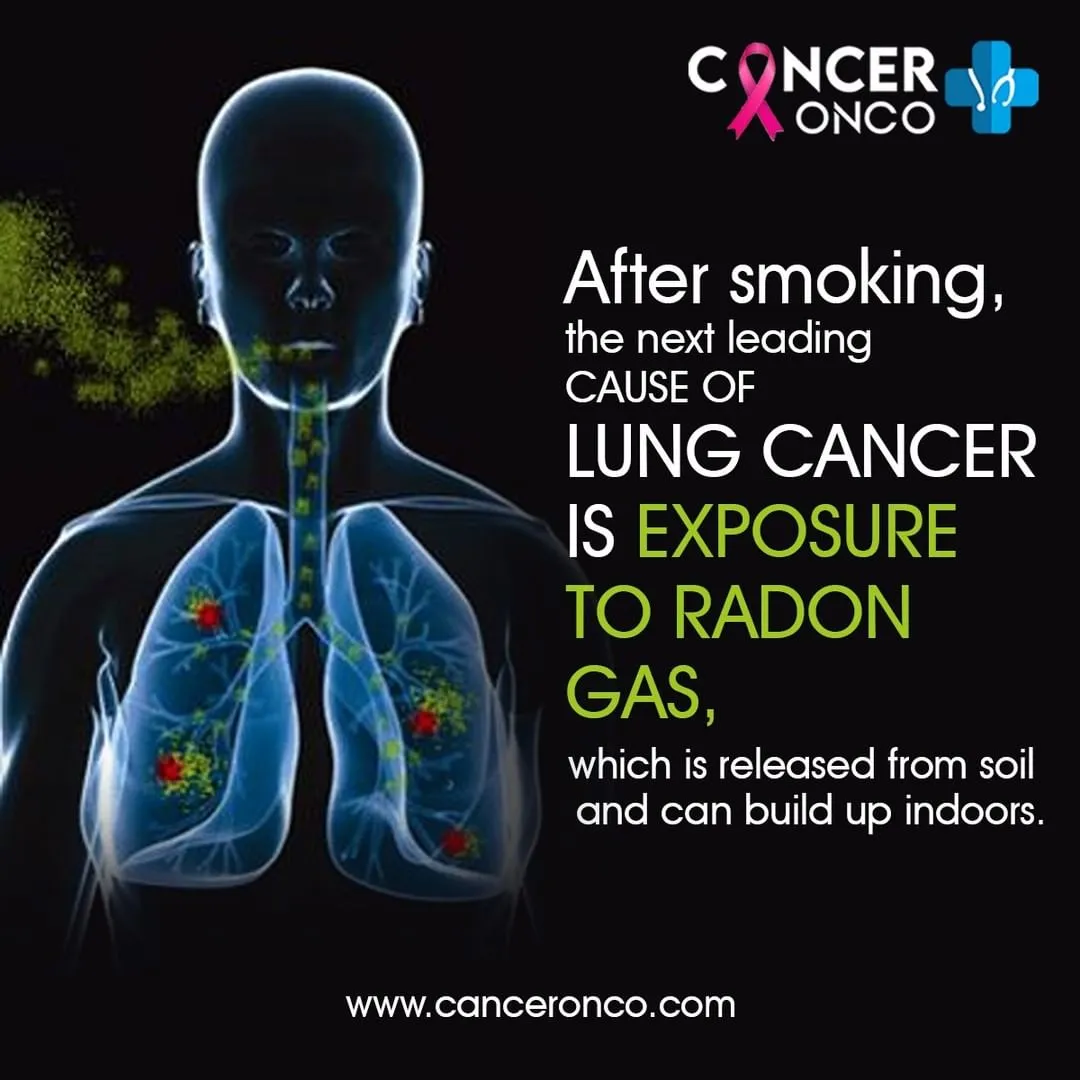 CANCER
ONCO
After smoking,
the next leading
CAUSE OF
LUNG CANCER
IS EXPOSURE
TO RADON
GAS,
which is released from soil
and can build up indoors.
www.canceronco.com